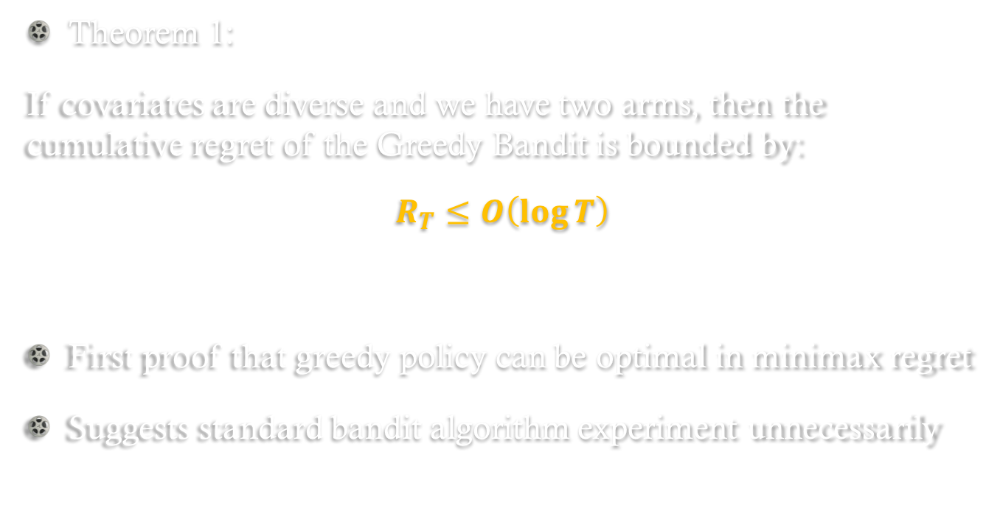 Theorem 1:
If covariates are diverse and we have two arms, then the
cumulative regret of the Greedy Bandit is bounded by:
R_T ≤ O(log T)
First proof that greedy policy can be optimal in minimax regret
Suggests standard bandit algorithm experiment unnecessarily